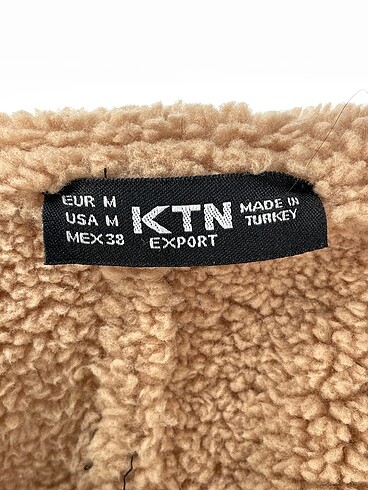 EUR M
USA M
MEX 38
KTN
EXPORT
MADE IN
TURKEY